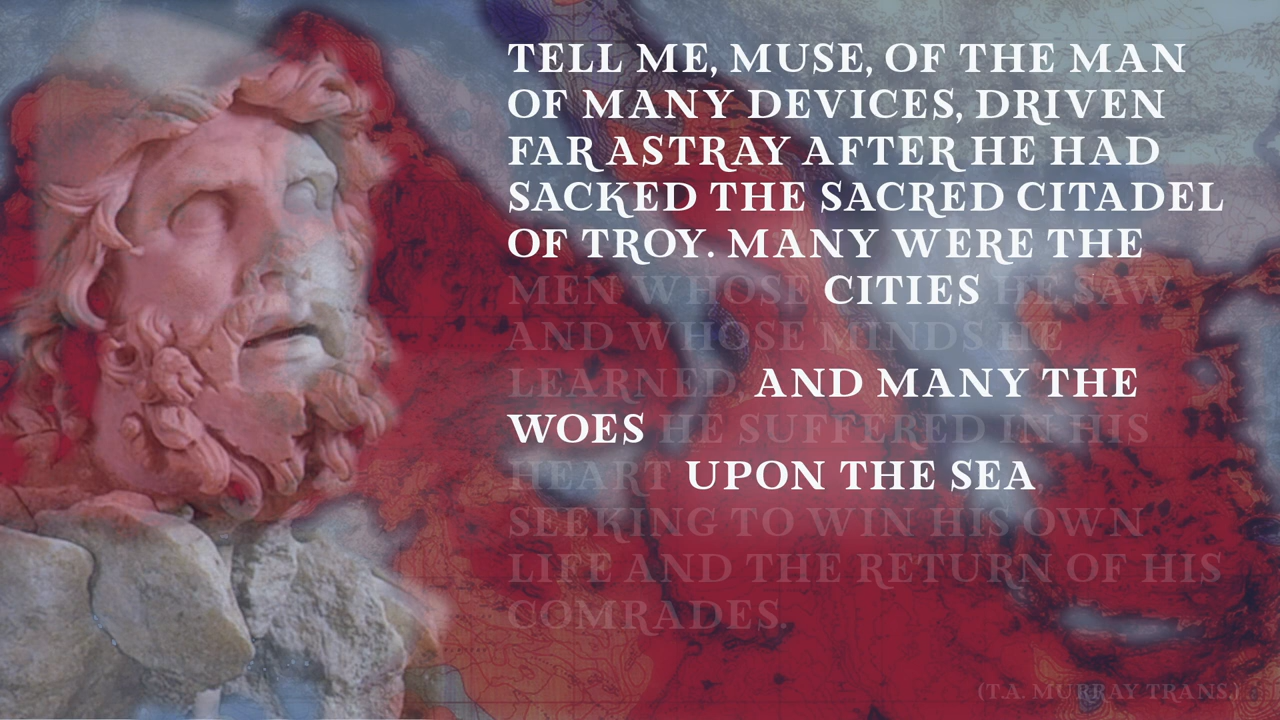 TELL ME, MUSE, OF THE MAN
OF MANY DEVICES, DRIVEN
FAR ASTRAY AFTER HE HAD
SACKED THE SACRED CITADEL
OF TROY. MANY WERE THE
MEN WHOSE CITIES HE SAW
AND WHOSE MINDS HE
LEARNED, AND MANY THE
WOES HE SUFFERED IN HIS
HEART UPON THE SEA
SEEKING TO WIN HIS OWN
LIFE AND THE RETURN OF HIS
COMRADES.
(T.A. MURRAY TRANS.)